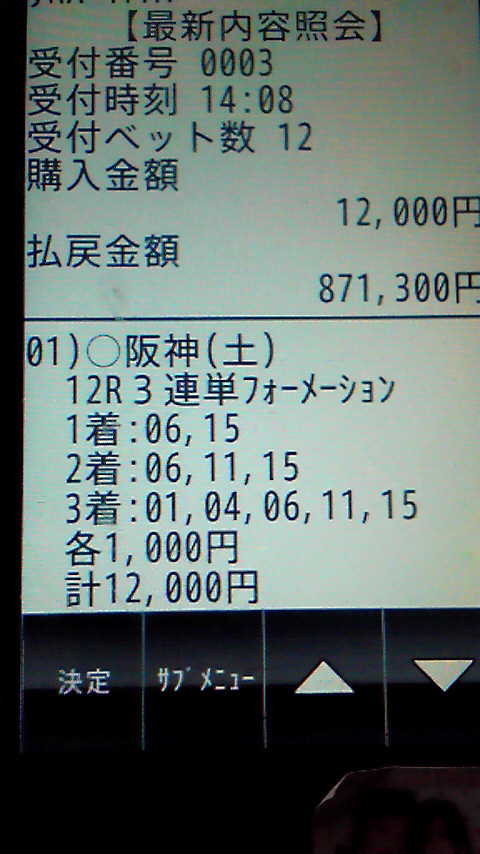 【最新内容照会】
受付番号 0003
受付時刻 14:08
受付ベット数 12
購入金額
12,000円
払戻金額
871,300円
01)○阪神(土)
12R３連単ﾌｫｰﾒｰｼｮﾝ
1着:06,15
2着:06,11,15
3着:01,04,06,11,15
各1,000円
計12,000円
決定 ｻﾌﾞﾒﾆｭｰ